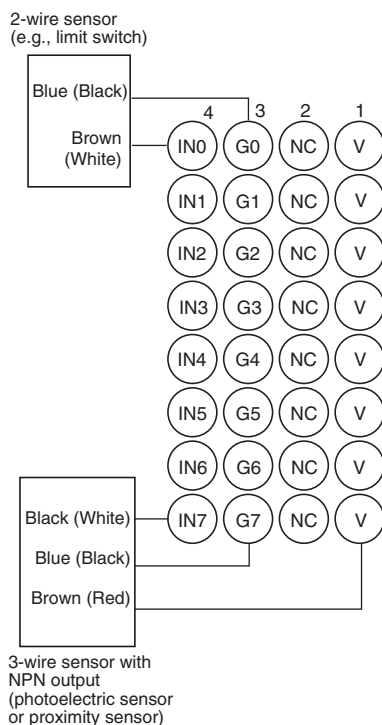 2-wire sensor
(e.g., limit switch)
Blue (Black)
Brown
(White)
4 3 2 1
IN0 G0 NC V
IN1 G1 NC V
IN2 G2 NC V
IN3 G3 NC V
IN4 G4 NC V
IN5 G5 NC V
IN6 G6 NC V
IN7 G7 NC V
Black (White)
Blue (Black)
Brown (Red)
3-wire sensor with
NPN output
(photoelectric sensor
or proximity sensor)